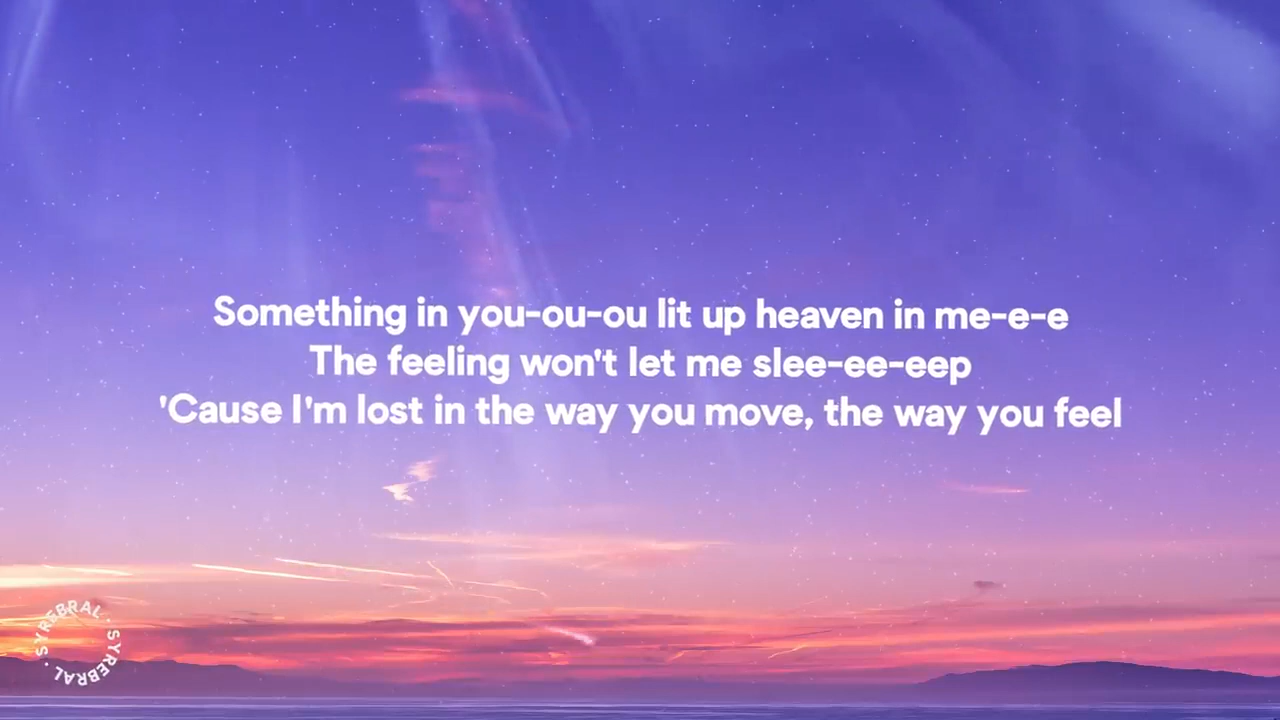 Something in you-ou-ou lit up heaven in me-e-e
The feeling won't let me slee-ee-eep
'Cause I'm lost in the way you move, the way you feel
SYREBRAL · SYREBRAL ·